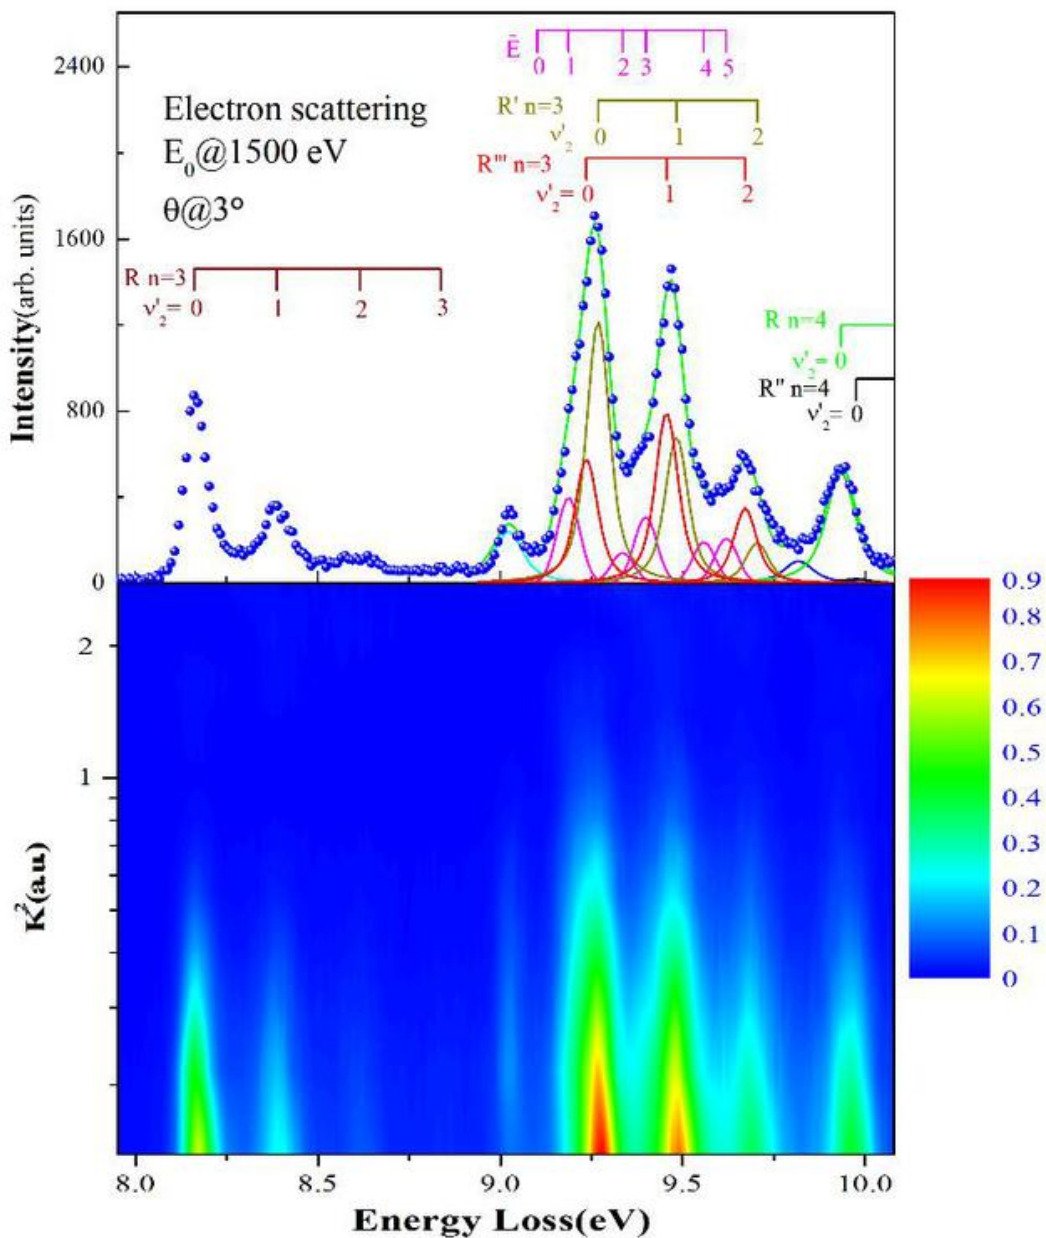 2400
1600
800
0
Intensity(arb. units)
Electron scattering
E₀@1500 eV
θ@3°
Ẽ
0 1 2 3 4 5
R' n=3
ν'₂
0 1 2
R''' n=3
ν'₂= 0 1 2
R n=3
ν'₂= 0 1 2 3
R n=4
ν'₂= 0
R'' n=4
ν'₂= 0
2
1
K²(a.u.)
0.9
0.8
0.7
0.6
0.5
0.4
0.3
0.2
0.1
0
8.0 8.5 9.0 9.5 10.0
Energy Loss(eV)